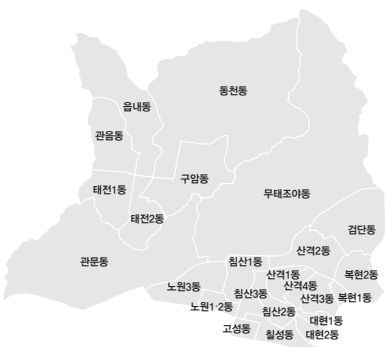 동천동
읍내동
관음동
구암동
태전1동
무태조야동
태전2동
검단동
산격2동
관문동
침산1동
산격1동
복현2동
노원3동
산격4동
침산3동
산격3동
복현1동
노원1·2동
침산2동
대현1동
고성동
칠성동
대현2동